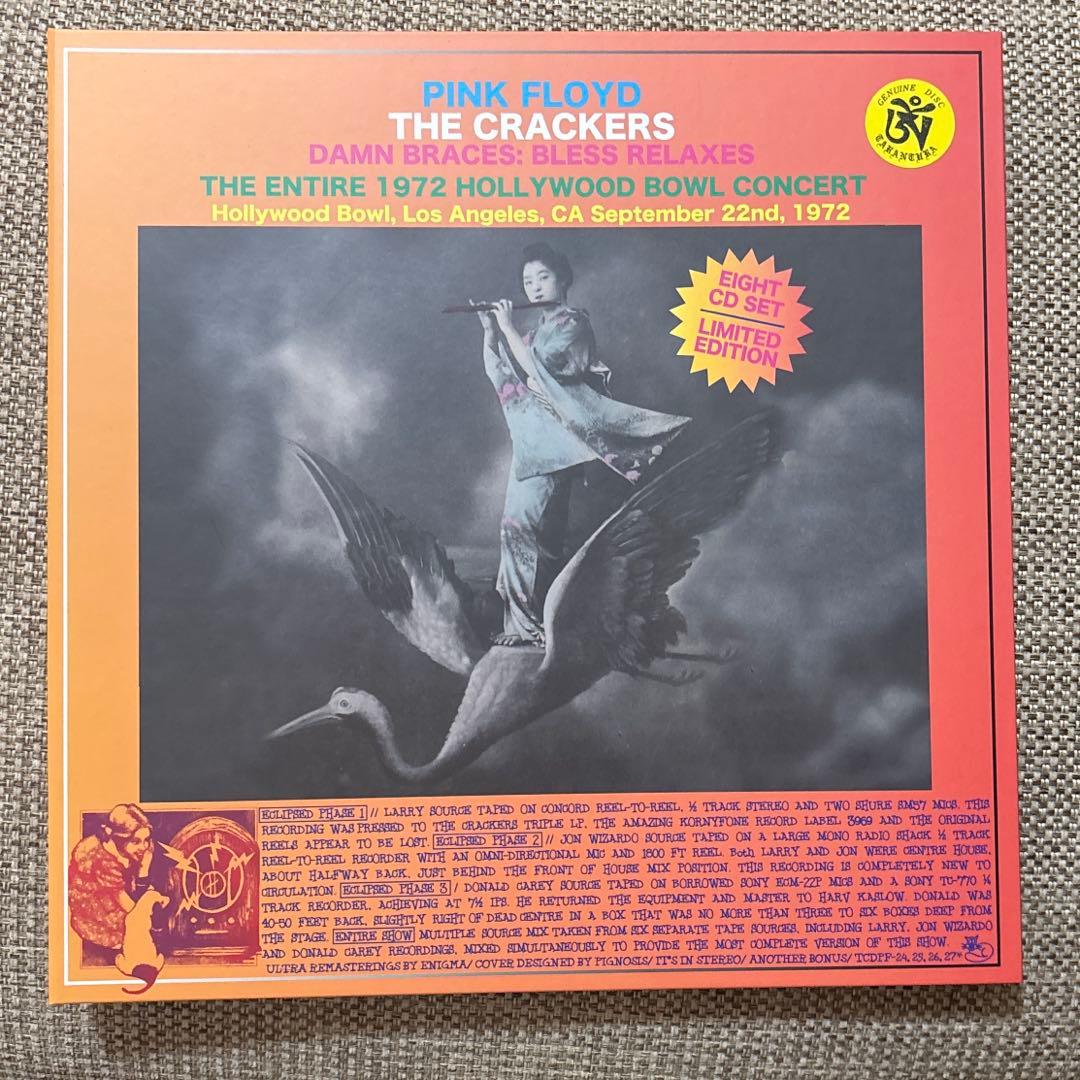 PINK FLOYD
THE CRACKERS
DAMN BRACES: BLESS RELAXES
THE ENTIRE 1972 HOLLYWOOD BOWL CONCERT
Hollywood Bowl, Los Angeles, CA September 22nd, 1972
GENUINE DISC
TARANTURA
EIGHT
CD SET
LIMITED
EDITION
ECLIPSED PHASE 1 // LARRY SOURCE TAPED ON CONCORD REEL-TO-REEL, ½ TRACK STEREO AND TWO SHURE SM57 MICS. THIS
RECORDING WAS PRESSED TO THE CRACKERS TRIPLE LP, THE AMAZING KORNYFONE RECORD LABEL 3969 AND THE ORIGINAL
REELS APPEAR TO BE LOST. ECLIPSED PHASE 2 // JON WIZARDO SOURCE TAPED ON A LARGE MONO RADIO SHACK ½ TRACK
REEL-TO-REEL RECORDER WITH AN OMNI-DIRECTIONAL MIC AND 1800 FT REEL. Both LARRY AND JON WERE CENTRE HOUSE,
ABOUT HALFWAY BACK, JUST BEHIND THE FRONT OF HOUSE MIX POSITION. THIS RECORDING IS COMPLETELY NEW TO
CIRCULATION. ECLIPSED PHASE 3 / DONALD CAREY SOURCE TAPED ON BORROWED SONY ECM-22P MICS AND A SONY TC-770 ¼
TRACK RECORDER, ACHIEVING AT 7½ IPS. HE RETURNED THE EQUIPMENT AND MASTER TO HARV KASLOW. DONALD WAS
40-50 FEET BACK, SLIGHTLY RIGHT OF DEAD CENTRE IN A BOX THAT WAS NO MORE THAN THREE TO SIX BOXES DEEP FROM
THE STAGE. ENTIRE SHOW MULTIPLE SOURCE MIX TAKEN FROM SIX SEPARATE TAPE SOURCES, INCLUDING LARRY, JON WIZARDO
AND DONALD CAREY RECORDINGS, MIXED SIMULTANEOUSLY TO PROVIDE THE MOST COMPLETE VERSION OF THIS SHOW.
ULTRA REMASTERINGS BY ENIGMA/ COVER DESIGNED BY PIGNOSIS/ IT'S IN STEREO/ ANOTHER BONUS/ TCDPF-24, 25, 26, 27*